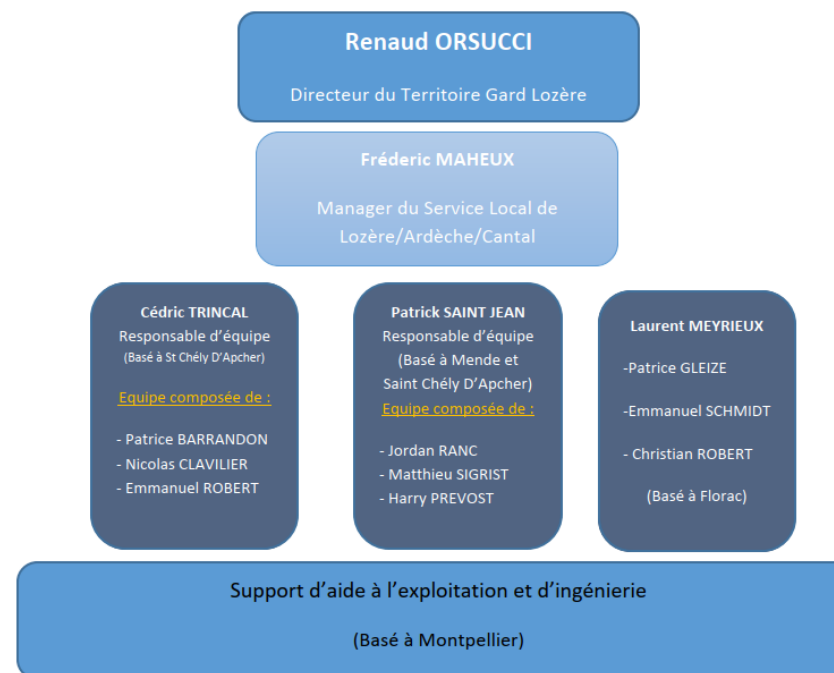 Renaud ORSUCCI
Directeur du Territoire Gard Lozère
Fréderic MAHEUX
Manager du Service Local de
Lozère/Ardèche/Cantal
Cédric TRINCAL
Responsable d’équipe
(Basé à St Chély D’Apcher)
Equipe composée de :
- Patrice BARRANDON
- Nicolas CLAVILIER
- Emmanuel ROBERT
Patrick SAINT JEAN
Responsable d’équipe
(Basé à Mende et
Saint Chély D’Apcher)
Equipe composée de :
- Jordan RANC
- Matthieu SIGRIST
- Harry PREVOST
Laurent MEYRIEUX
-Patrice GLEIZE
-Emmanuel SCHMIDT
- Christian ROBERT
(Basé à Florac)
Support d’aide à l’exploitation et d’ingénierie
(Basé à Montpellier)